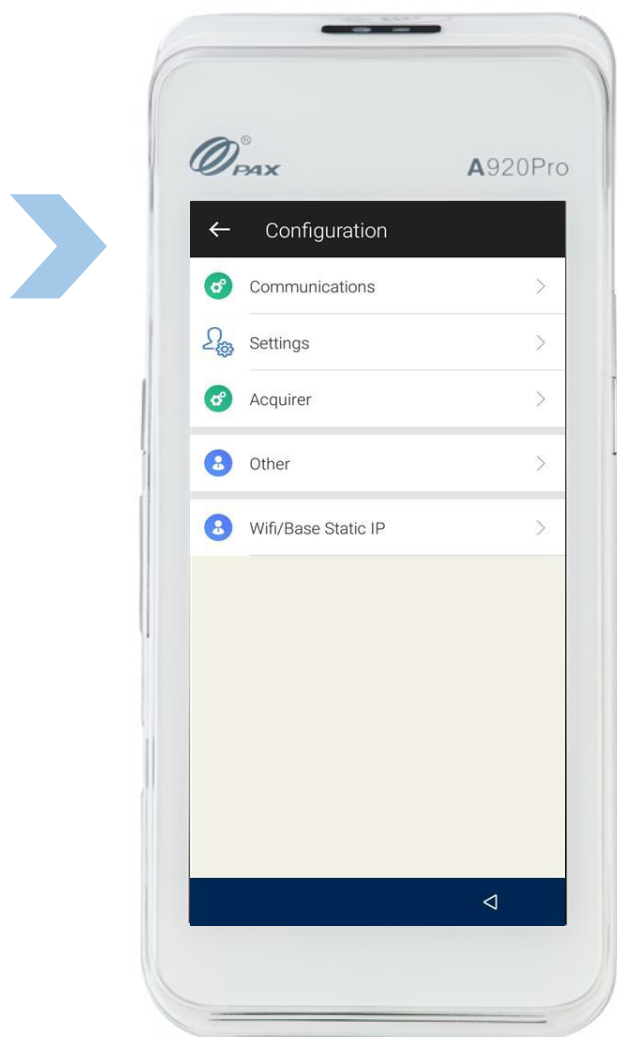 PAX®
A920Pro
Configuration
Communications
Settings
Acquirer
Other
Wifi/Base Static IP